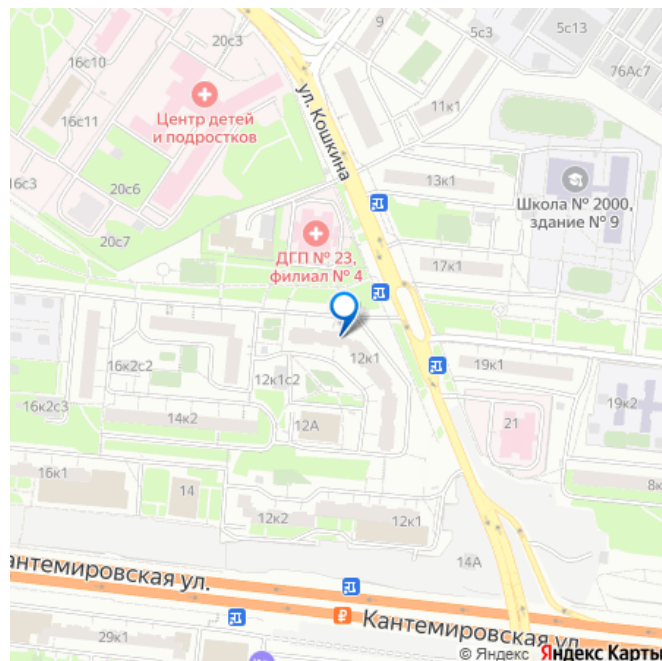 20с3
9
5с3
5с13
16с10
76Ас7
Центр детей
и подростков
ул. Кошкина
11к1
16с11
16с3
20с6
13к1
Школа № 2000,
здание № 9
20с7
ДГП № 23,
филиал № 4
17к1
12к1
16к2с2
12к1с2
19к1
16к2с3
14к2
12А
19к2
21
16к1
14
12к2
12к1
8к
14А
антемировская ул.
Кантемировская ул.
29к1
© Яндекс Яндекс Карты